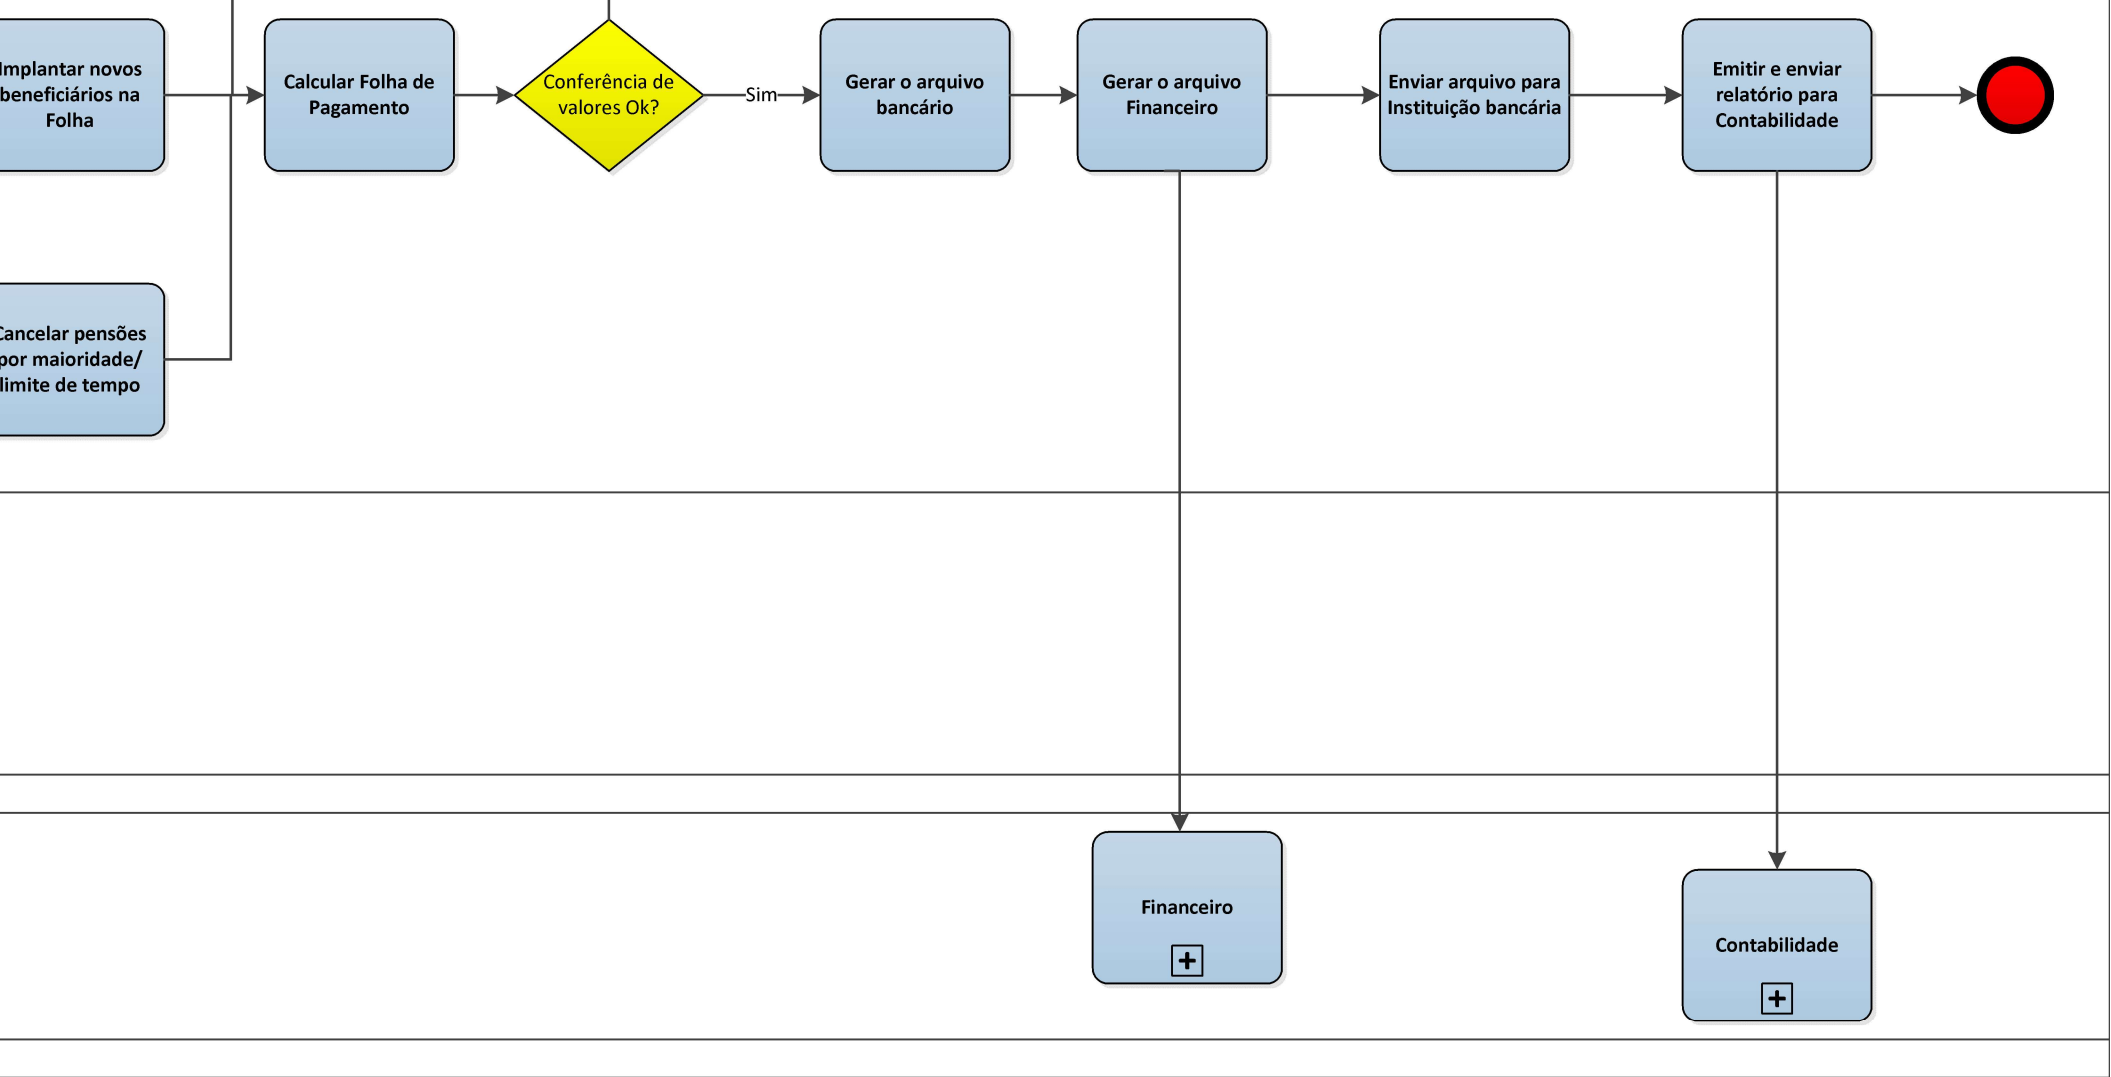 Implantar novos
beneficiários na
Folha
Calcular Folha de
Pagamento
Conferência de
valores Ok?
Sim
Gerar o arquivo
bancário
Gerar o arquivo
Financeiro
Enviar arquivo para
Instituição bancária
Emitir e enviar
relatório para
Contabilidade
Cancelar pensões
por maioridade/
limite de tempo
Financeiro
Contabilidade